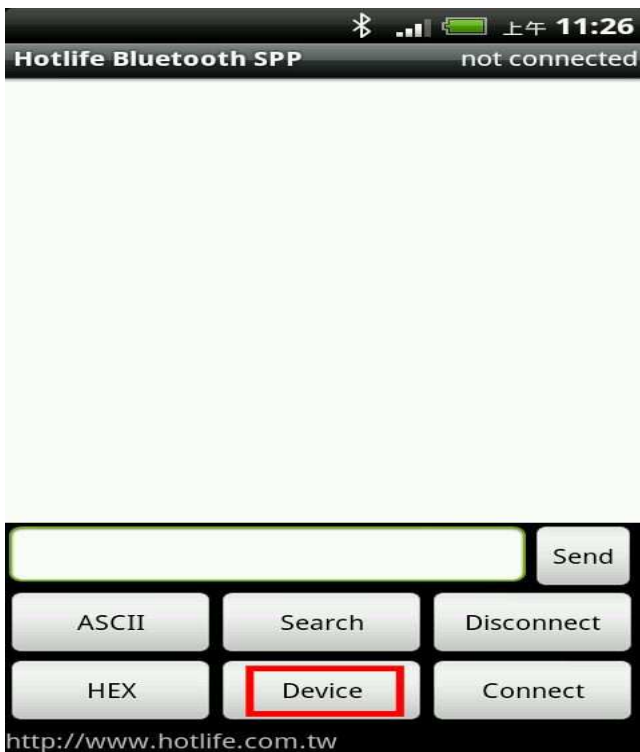 上午 11:26
Hotlife Bluetooth SPP not connected
Send
ASCII Search Disconnect
HEX Device Connect
http://www.hotlife.com.tw